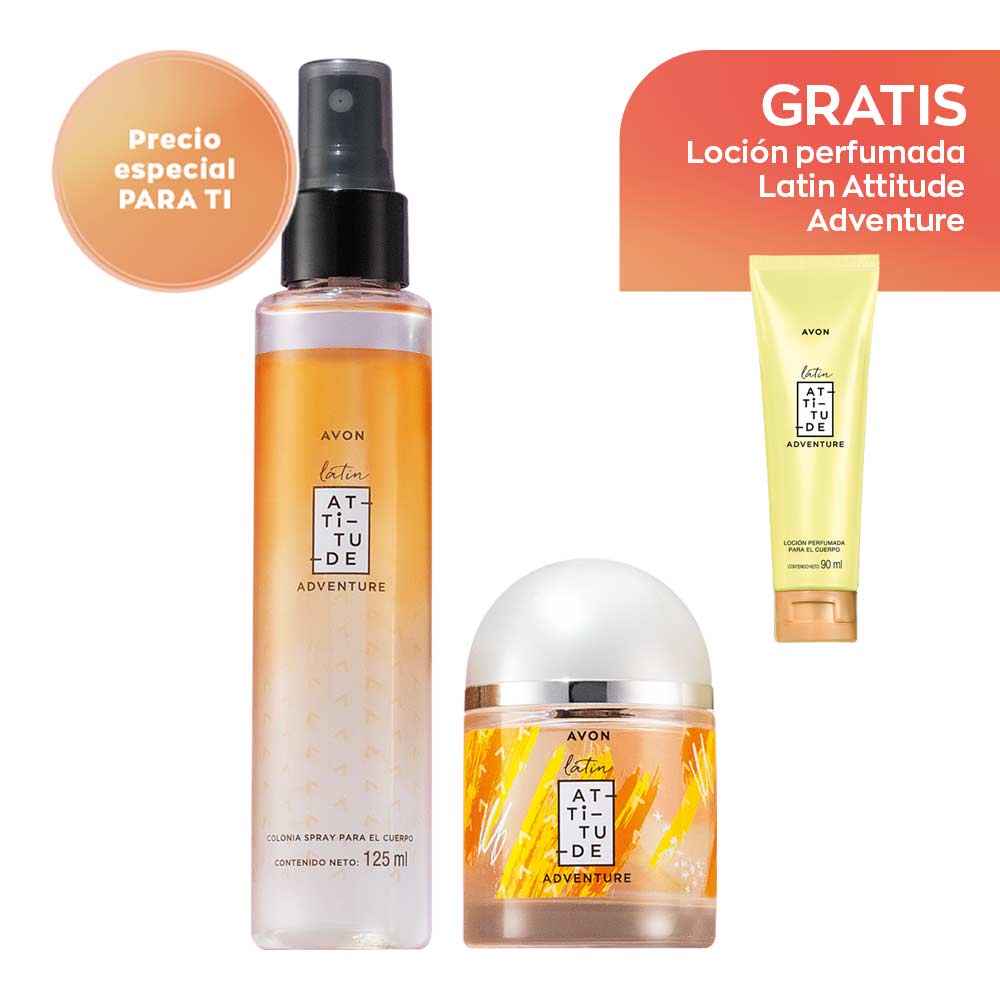 Precio
especial
PARA TI
GRATIS
Loción perfumada
Latin Attitude
Adventure
AVON
latin
AT
Ti-
TU
DE
ADVENTURE
LOCIÓN PERFUMADA
PARA EL CUERPO
CONTENIDO NETO: 90 ml
AVON
latin
AT
Ti-
TU
DE
ADVENTURE
COLONIA SPRAY PARA EL CUERPO
CONTENIDO NETO: 125 ml
AVON
latin
AT
Ti-
TU
DE
ADVENTURE